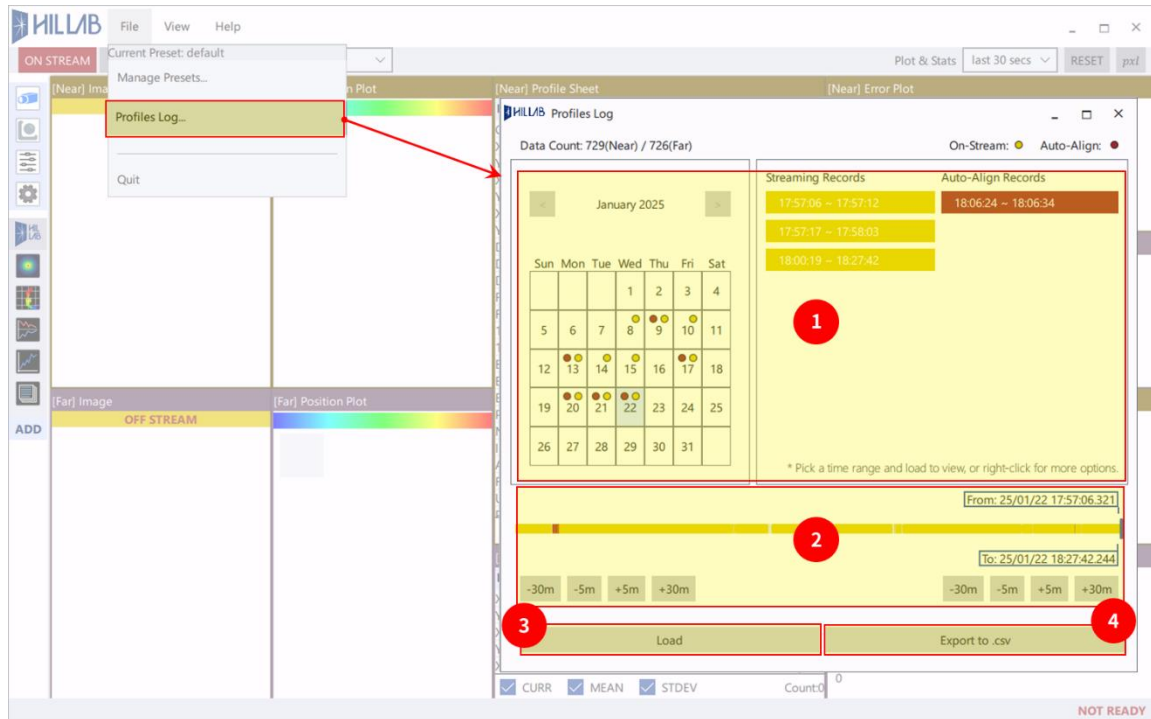 HILLAB File View Help
ON STREAM
Current Preset: default
Plot & Stats last 30 secs RESET pxl
Manage Presets...
[Near] Ima
n Plot
[Near] Profile Sheet
[Near] Error Plot
Profiles Log...
Quit
HILLAB Profiles Log
Data Count: 729(Near) / 726(Far)
On-Stream: Auto-Align:
< January 2025 >
Sun Mon Tue Wed Thu Fri Sat
1 2 3 4
5 6 7 8 9 10 11
12 13 14 15 16 17 18
19 20 21 22 23 24 25
26 27 28 29 30 31
Streaming Records
17:57:06 ~ 17:57:12
17:57:17 ~ 17:58:03
18:00:19 ~ 18:27:42
Auto-Align Records
18:06:24 ~ 18:06:34
1
* Pick a time range and load to view, or right-click for more options.
From: 25/01/22 17:57:06.321
2
To: 25/01/22 18:27:42.244
-30m -5m +5m +30m
-30m -5m +5m +30m
3
Load
4
Export to .csv
HIL LAB
ADD
[Far] Image
OFF STREAM
[Far] Position Plot
CURR MEAN STDEV Count:0
0
NOT READY